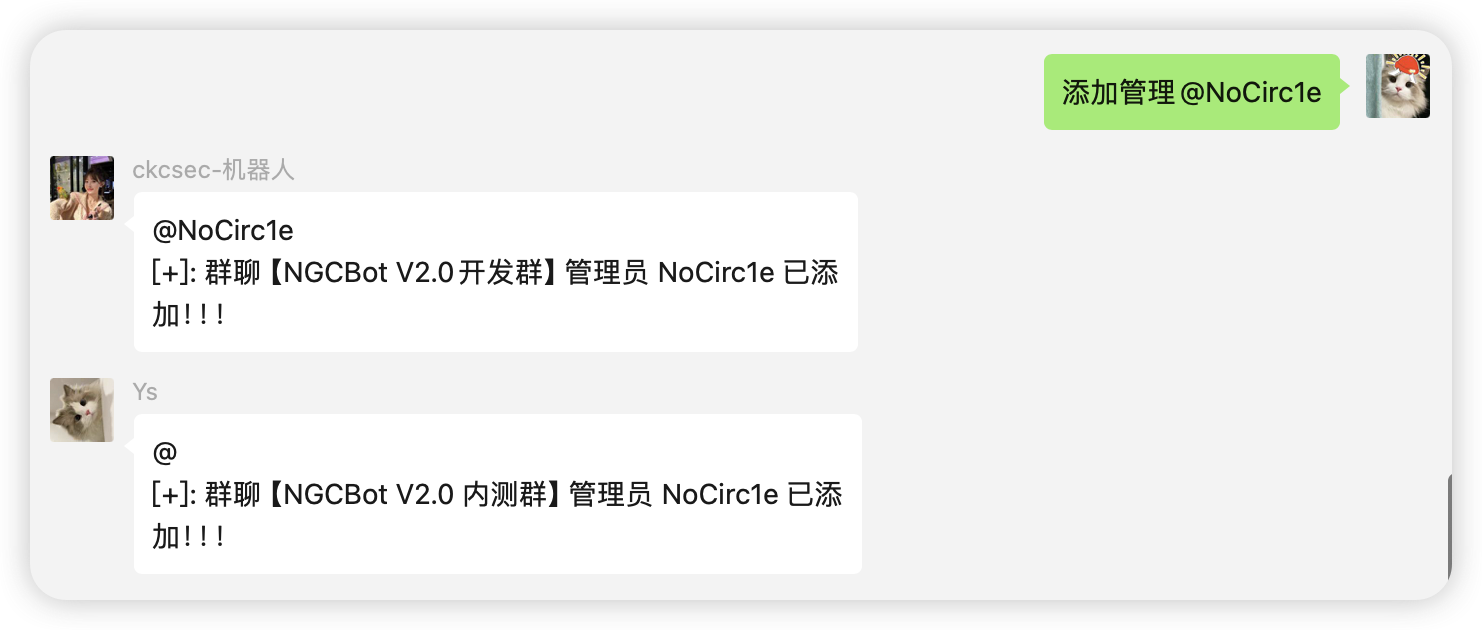 添加管理@NoCirc1e
ckcsec-机器人
@NoCirc1e
[+]: 群聊【NGCBot V2.0开发群】管理员 NoCirc1e 已添
加！！！
Ys
@
[+]: 群聊【NGCBot V2.0 内测群】管理员 NoCirc1e 已添
加！！！